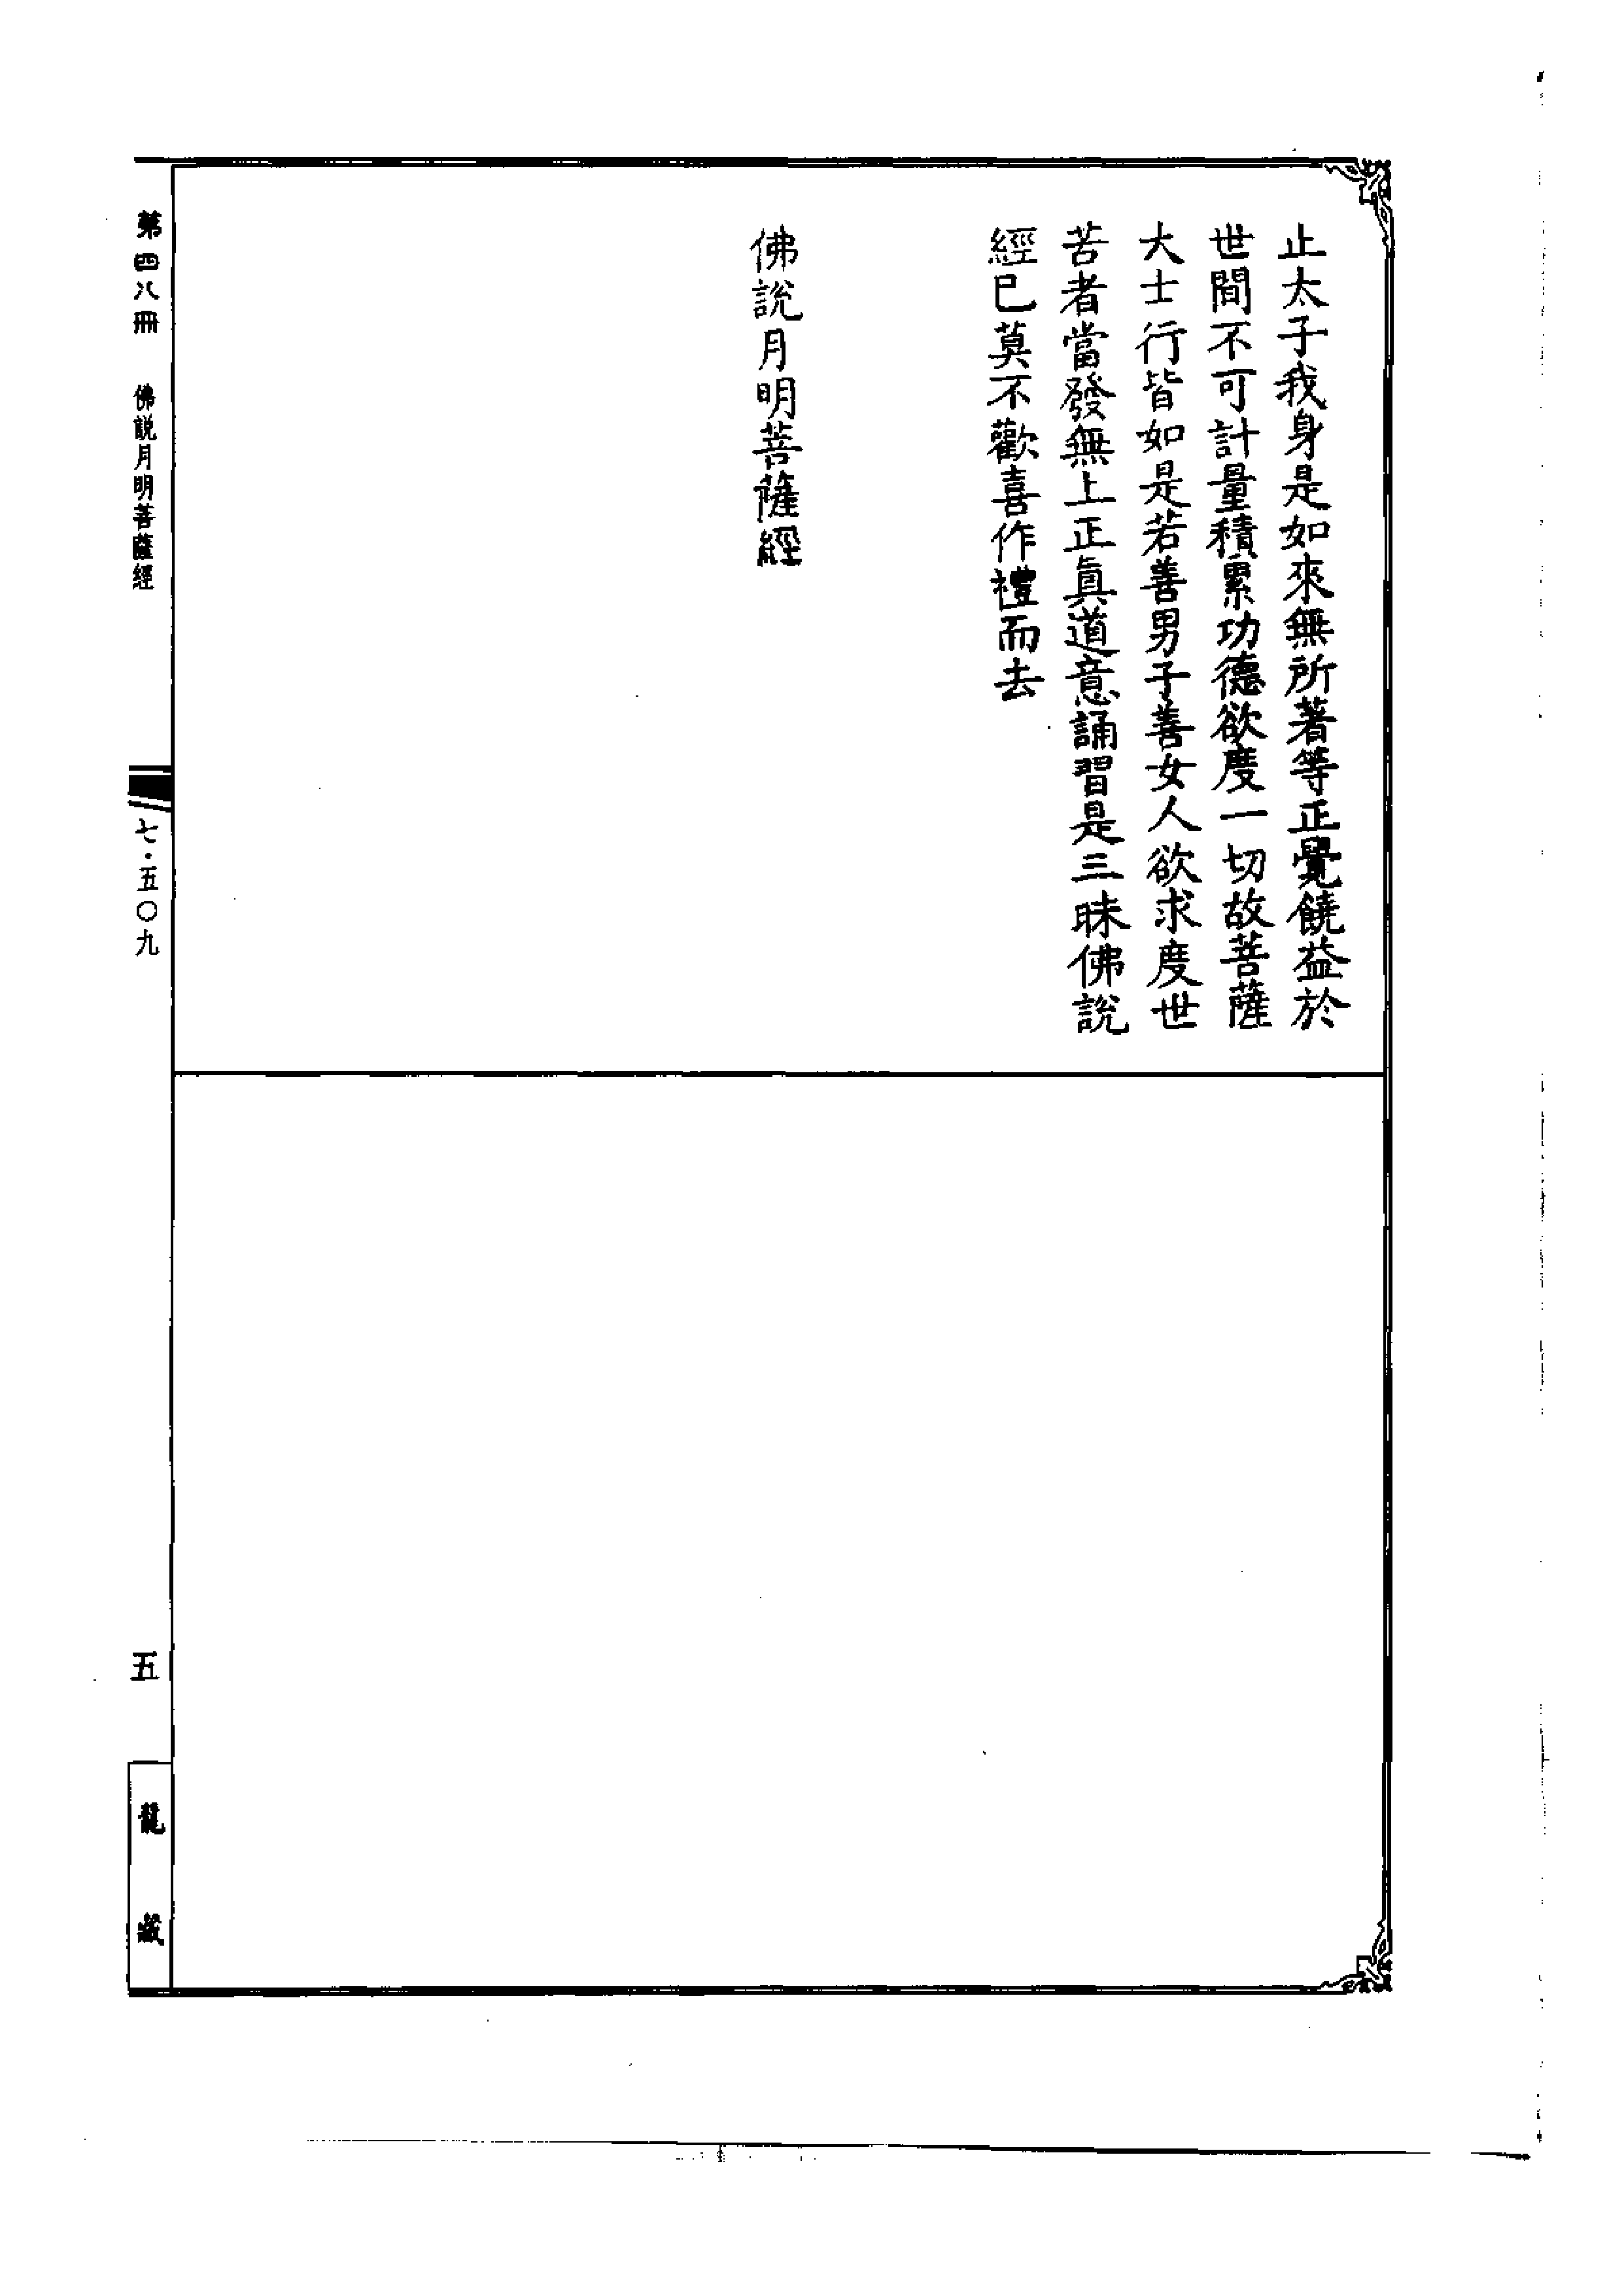 止太子我身是如來無所著等正覺饒益於
世間不可計量積累功德欲度一切故菩薩
大士行皆如是若善男子善女人欲求度世
苦者當發無上正真道意誦習是三昧佛說
經已莫不歡喜作禮而去
佛說月明菩薩經
第四八冊 佛説月明菩薩經
七·五〇九
五
龍藏